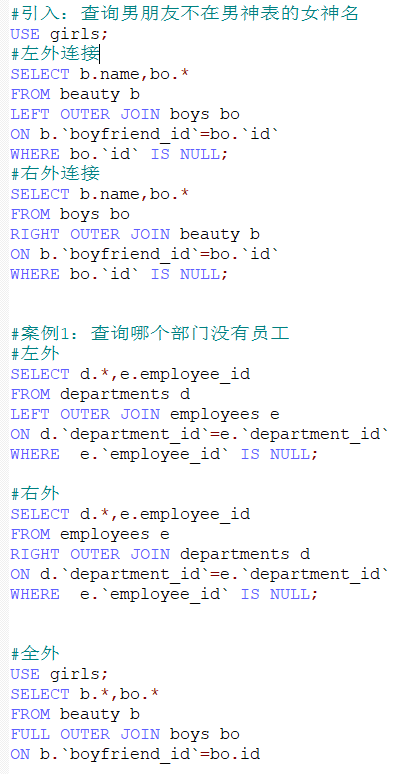 #引入：查询男朋友不在男神表的女神名
USE girls;
#左外连接
SELECT b.name,bo.*
FROM beauty b
LEFT OUTER JOIN boys bo
ON b.`boyfriend_id`=bo.`id`
WHERE bo.`id` IS NULL;
#右外连接
SELECT b.name,bo.*
FROM boys bo
RIGHT OUTER JOIN beauty b
ON b.`boyfriend_id`=bo.`id`
WHERE bo.`id` IS NULL;
#案例1：查询哪个部门没有员工
#左外
SELECT d.*,e.employee_id
FROM departments d
LEFT OUTER JOIN employees e
ON d.`department_id`=e.`department_id`
WHERE  e.`employee_id` IS NULL;
#右外
SELECT d.*,e.employee_id
FROM employees e
RIGHT OUTER JOIN departments d
ON d.`department_id`=e.`department_id`
WHERE  e.`employee_id` IS NULL;
#全外
USE girls;
SELECT b.*,bo.*
FROM beauty b
FULL OUTER JOIN boys bo
ON b.`boyfriend_id`=bo.id